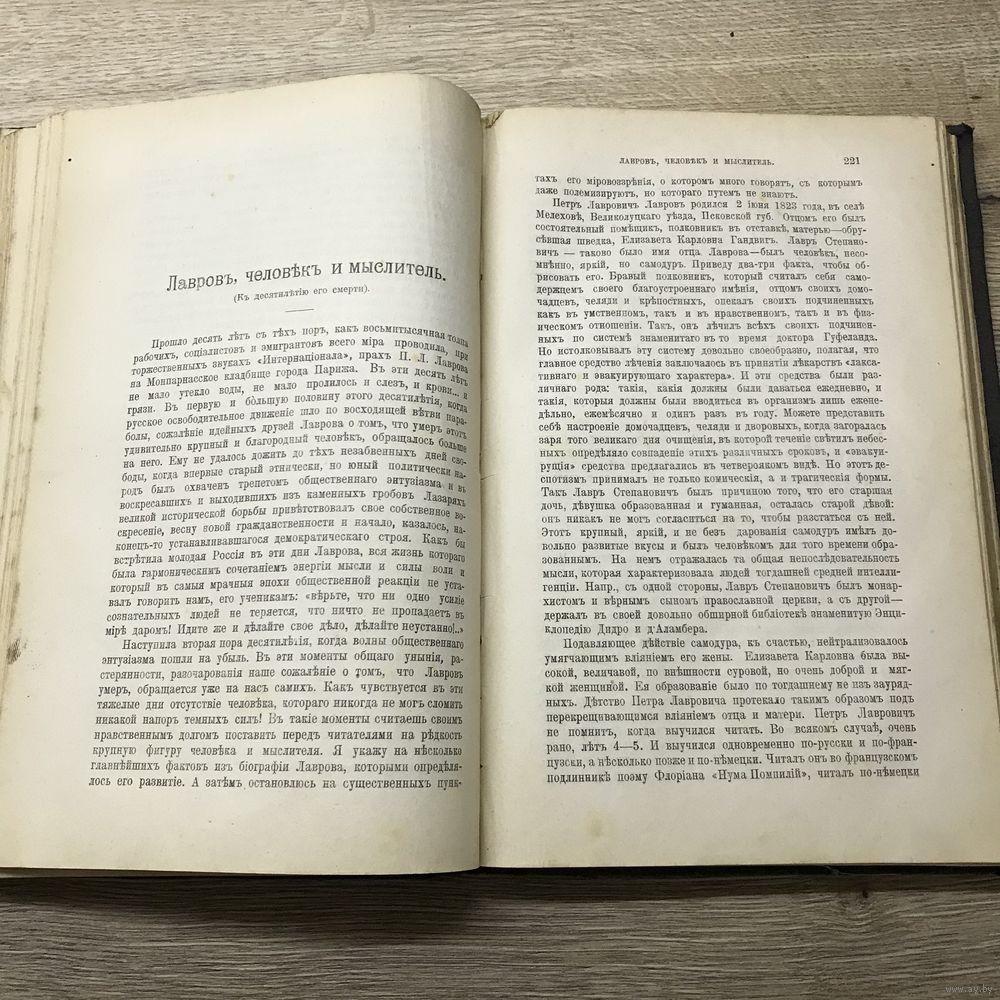 Лавровъ, человѣкъ и мыслитель.
(Къ десятилѣтію его смерти).
Прошло десять лѣтъ съ тѣхъ поръ, какъ восьмитысячная толпа
рабочихъ, соціалистовъ и эмигрантовъ всего міра проводила, при
торжественныхъ звукахъ «Интернаціонала», прахъ П. Л. Лаврова
на Монпарнасское кладбище города Парижа. Въ эти десять лѣтъ
не мало утекло воды, не мало пролилось и слезъ, и крови... и
грязи. Въ первую и бо́льшую половину этого десятилѣтія, когда
русское освободительное движеніе шло по восходящей вѣтви пара-
болы, сожалѣніе идейныхъ друзей Лаврова о томъ, что умеръ этотъ
удивительно крупный и благородный человѣкъ, обращалось больше
на него. Ему не удалось дожить до тѣхъ незабвенныхъ дней сво-
боды, когда впервые старый этнически, но юный политически на-
родъ былъ охваченъ трепетомъ общественнаго энтузіазма и въ
воскресавшихъ и выходившихъ изъ каменныхъ гробовъ Лазаряхъ
великой исторической борьбы привѣтствовалъ свое собственное во-
скресеніе, весну новой гражданственности и начало, казалось, на-
конецъ-то устанавливавшагося демократическаго строя. Какъ бы
встрѣтила молодая Россія въ эти дни Лаврова, вся жизнь котораго
была гармоническимъ сочетаніемъ энергіи мысли и силы воли и
который въ самыя мрачныя эпохи общественной реакціи не уста-
валъ говорить намъ, его ученикамъ: «вѣрьте, что ни одно усиліе
сознательныхъ людей не теряется, что ничто не пропадаетъ въ
мірѣ даромъ! Идите же и дѣлайте свое дѣло, дѣлайте неустанно!..»
Наступила вторая пора десятилѣтія, когда волны общественнаго
энтузіазма пошли на убыль. Въ эти моменты общаго унынія, ра-
стерянности, разочарованія наше сожалѣніе о томъ, что Лавровъ
умеръ, обращается уже на насъ самихъ. Какъ чувствуется въ эти
тяжелые дни отсутствіе человѣка, котораго никогда не могъ сломить
никакой напоръ темныхъ силъ! Въ такіе моменты считаешь своимъ
нравственнымъ долгомъ поставить передъ читателями на рѣдкость
крупную фигуру человѣка и мыслителя. Я укажу на нѣсколько
главнѣйшихъ фактовъ изъ біографіи Лаврова, которыми опредѣля-
лось его развитіе. А затѣмъ остановлюсь на существенныхъ пунк-
ЛАВРОВЪ, ЧЕЛОВѢКЪ И МЫСЛИТЕЛЬ. 221
тахъ его міровоззрѣнія, о которомъ много говорятъ, съ которымъ
даже полемизируютъ, но котораго путемъ не знаютъ.
Петръ Лавровичъ Лавровъ родился 2 іюня 1823 года, въ селѣ
Мелеховѣ, Великолуцкаго уѣзда, Псковской губ. Отцомъ его былъ
состоятельный помѣщикъ, полковникъ въ отставкѣ, матерью—обру-
сѣвшая шведка, Елизавета Карловна Гандвигъ. Лавръ Степано-
вичъ — таково было имя отца Лаврова—былъ человѣкъ, несо-
мнѣнно, яркій, но самодуръ. Приведу два-три факта, чтобы об-
рисовать его. Бравый полковникъ, который считалъ себя само-
держцемъ своего благоустроеннаго имѣнія, отцомъ своихъ домо-
чадцевъ, челяди и крѣпостныхъ, опекалъ своихъ подчиненныхъ
какъ въ умственномъ, такъ и въ нравственномъ, такъ и въ фи-
зическомъ отношеніи. Такъ, онъ лѣчилъ всѣхъ своихъ подчинен-
ныхъ по системѣ знаменитаго въ то время доктора Гуфеланда.
Но истолковывалъ эту систему довольно своеобразно, полагая, что
главное средство лѣченія заключалось въ принятіи лѣкарствъ «лакса-
тивнаго и эвакуирующаго характера». И эти средства были раз-
личнаго рода: такія, какія должны были даваться ежедневно, и
такія, которыя должны были вводиться въ организмъ лишь ежене-
дѣльно, ежемѣсячно и одинъ разъ въ году. Можете представить
себѣ настроеніе домочадцевъ, челяди и дворовыхъ, когда загоралась
заря того великаго дня очищенія, въ которой теченіе свѣтилъ небес-
ныхъ опредѣляло совпаденіе этихъ различныхъ сроковъ, и «эвакуи-
рующія» средства предлагались въ четвероякомъ видѣ. Но этотъ де-
спотизмъ принималъ не только комическія, а и трагическія формы.
Такъ Лавръ Степановичъ былъ причиною того, что его старшая
дочь, дѣвушка образованная и гуманная, осталась старой дѣвой:
онъ никакъ не могъ согласиться на то, чтобы разстаться съ ней.
Этотъ крупный, яркій, и не безъ дарованія самодуръ имѣлъ до-
вольно развитые вкусы и былъ человѣкомъ для того времени обра-
зованнымъ. На немъ отражалась та общая непослѣдовательность
мысли, которая характеризовала людей тогдашней средней интелли-
генціи. Напр., съ одной стороны, Лавръ Степановичъ былъ монар-
хистомъ и вѣрнымъ сыномъ православной церкви, а съ другой—
держалъ въ своей довольно обширной библіотекѣ знаменитую Энци-
клопедію Дидро и д'Аламбера.
Подавляющее дѣйствіе самодура, къ счастью, нейтрализовалось
умягчающимъ вліяніемъ его жены. Елизавета Карловна была вы-
сокой, величавой, по внѣшности суровой, но очень доброй и мяг-
кой женщиной. Ея образованіе было по тогдашнему не изъ зауряд-
ныхъ. Дѣтство Петра Лавровича протекало такимъ образомъ подъ
перекрещивающимся вліяніемъ отца и матери. Петръ Лавровичъ
не помнитъ, когда выучился читать. Во всякомъ случаѣ, очень
рано, лѣтъ 4—5. И выучился одновременно по-русски и по-фран-
цузски, а нѣсколько позже и по-нѣмецки. Читалъ онъ во французскомъ
подлинникѣ поэму Флоріана «Нума Помпилій», читалъ по-нѣмецки
www.ay.by